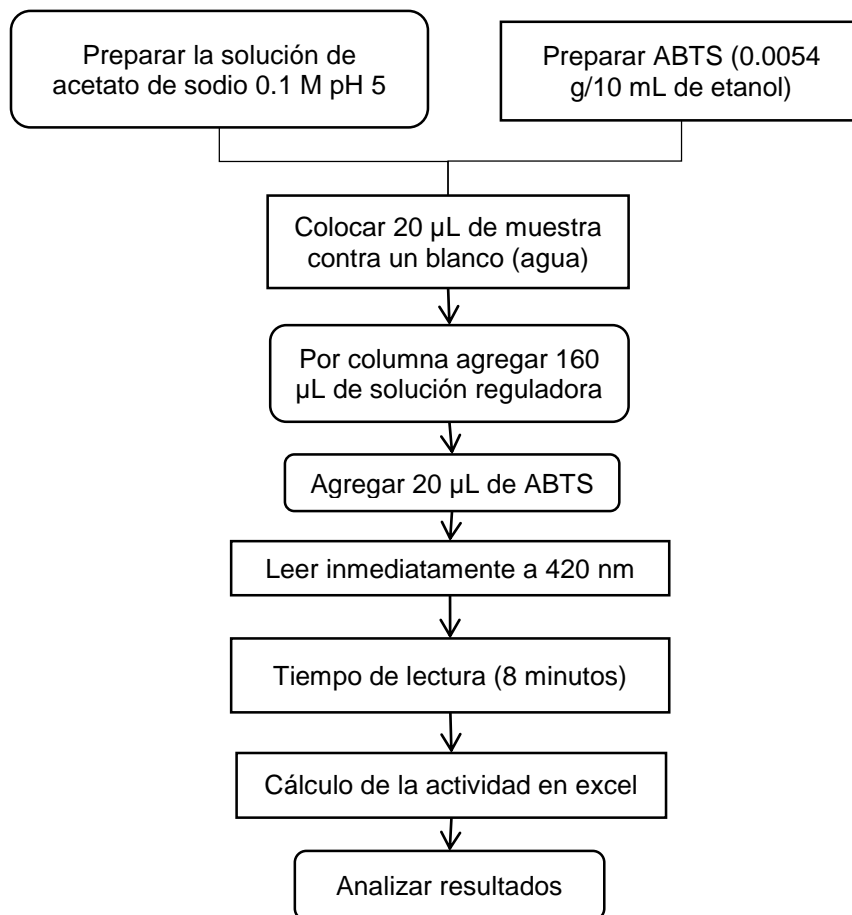 Preparar la solución de
acetato de sodio 0.1 M pH 5
Preparar ABTS (0.0054
g/10 mL de etanol)
Colocar 20 µL de muestra
contra un blanco (agua)
Por columna agregar 160
µL de solución reguladora
Agregar 20 µL de ABTS
Leer inmediatamente a 420 nm
Tiempo de lectura (8 minutos)
Cálculo de la actividad en excel
Analizar resultados